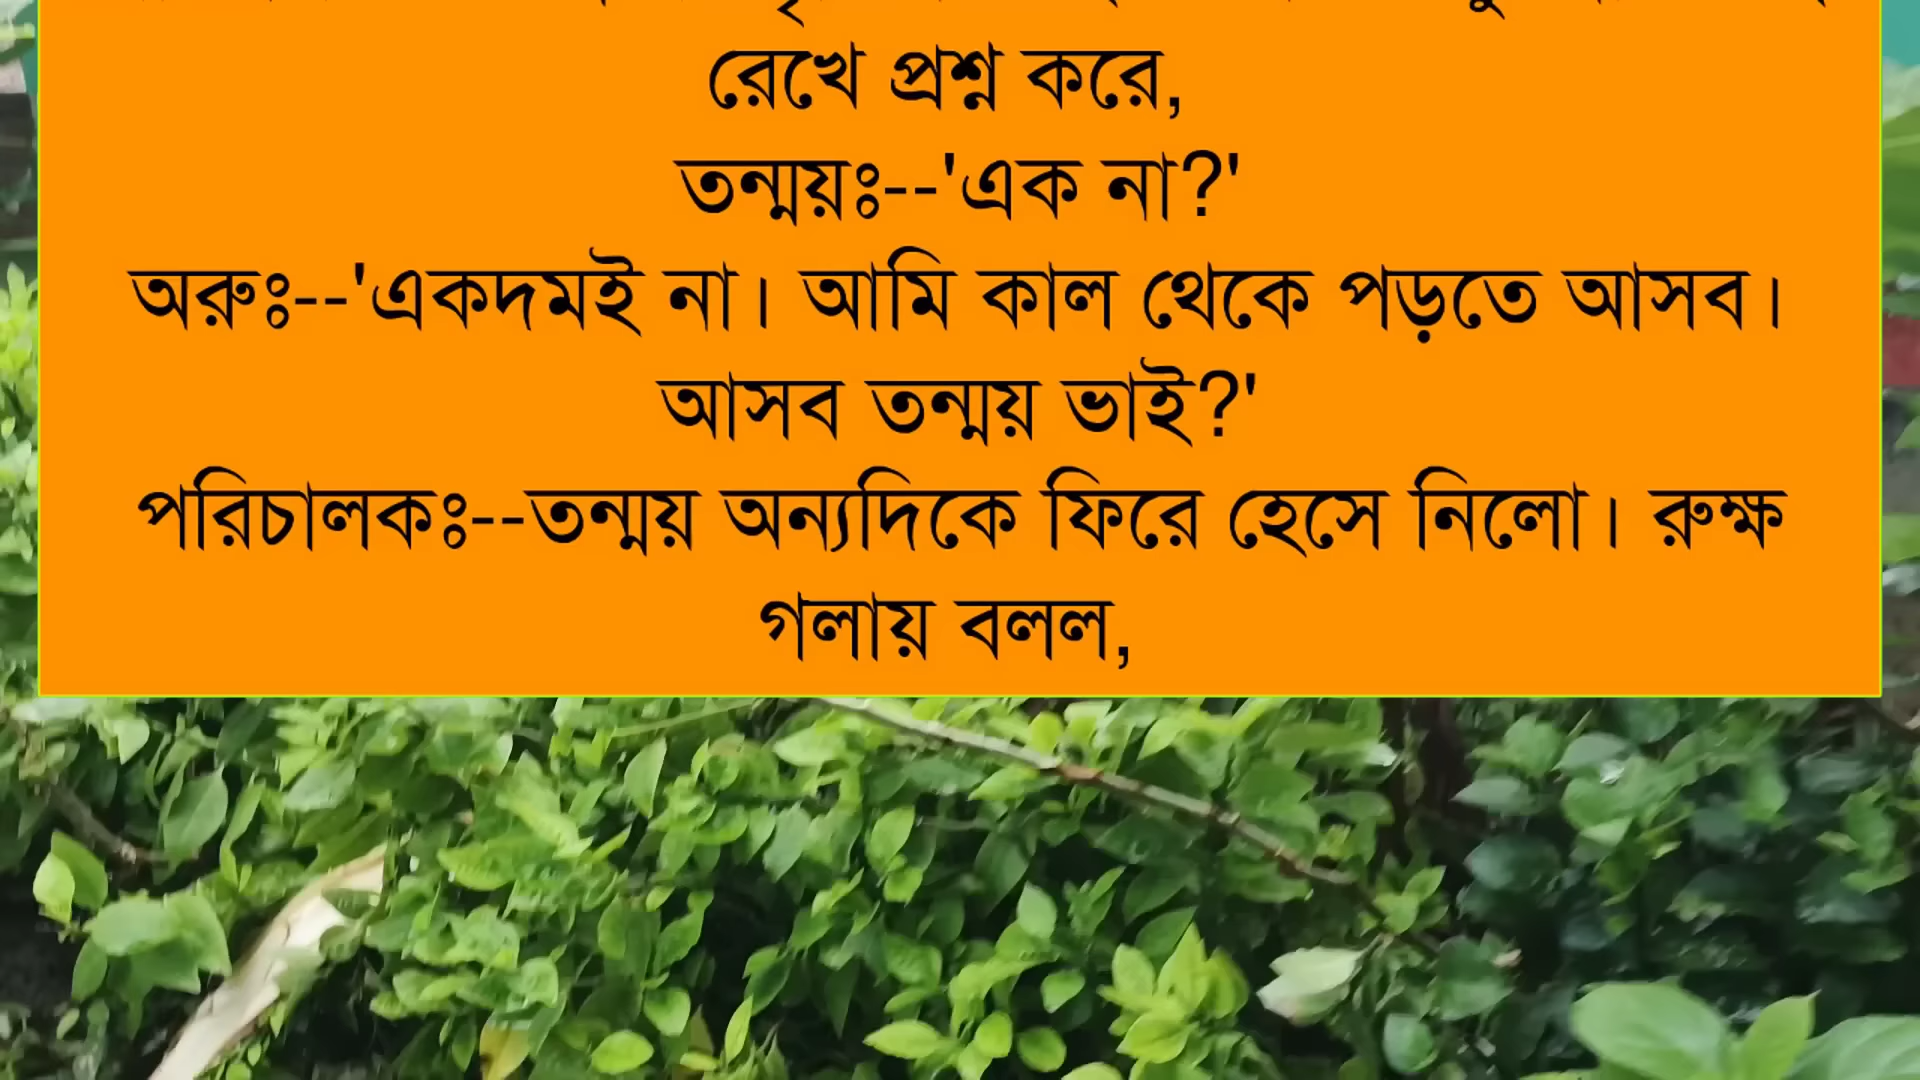 রেখে প্রশ্ন করে,
তন্ময়ঃ--'এক না?'
অরুঃ--'একদমই না। আমি কাল থেকে পড়তে আসব।
আসব তন্ময় ভাই?'
পরিচালকঃ--তন্ময় অন্যদিকে ফিরে হেসে নিলো। রুক্ষ
গলায় বলল,